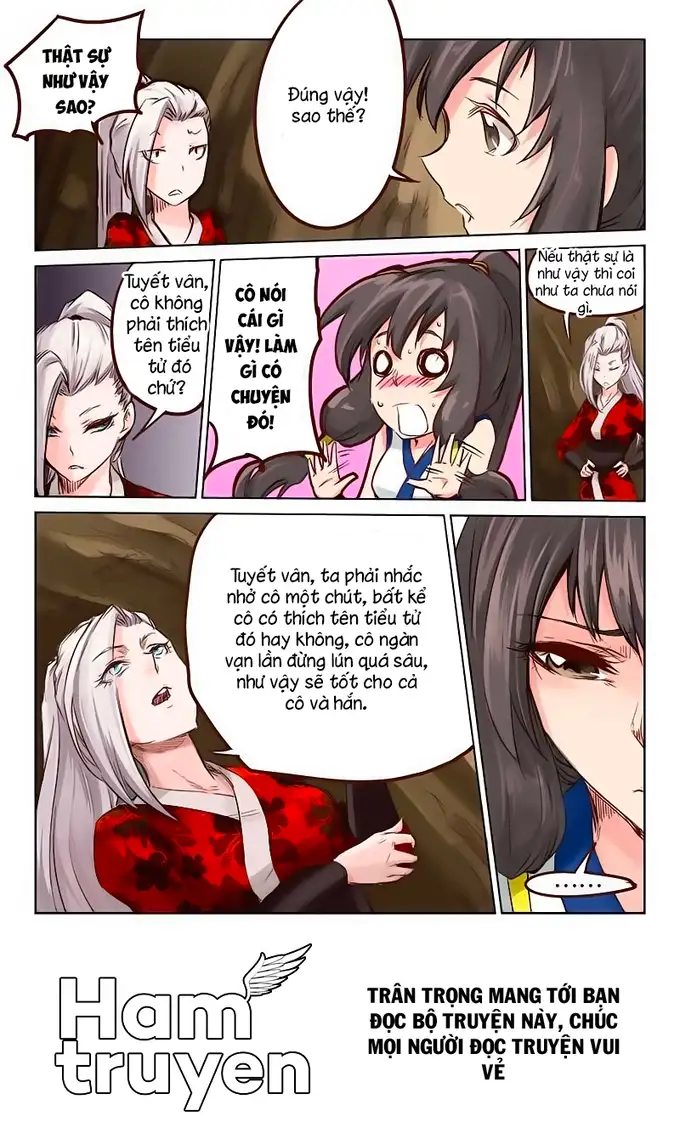 THẬT SỰ
NHƯ VẬY
SAO?
Đúng vậy!
sao thế?
Tuyết vân,
cô không
phải thích
tên tiểu
tử đó
chứ?
CÔ NÓI
CÁI GÌ
VẬY! LÀM
GÌ CÓ
CHUYỆN
ĐÓ!
Nếu thật sự là
như vậy thì coi
như ta chưa nói
gì.
Tuyết vân, ta phải nhắc
nhở cô một chút, bất kể
cô có thích tên tiểu tử
đó hay không, cô ngàn
vạn lần đừng lún quá sâu,
như vậy sẽ tốt cho cả
cô và hắn.
......
Ham
truyen
TRÂN TRỌNG MANG TỚI BẠN
ĐỌC BỘ TRUYỆN NÀY, CHÚC
MỌI NGƯỜI ĐỌC TRUYỆN VUI
VẺ